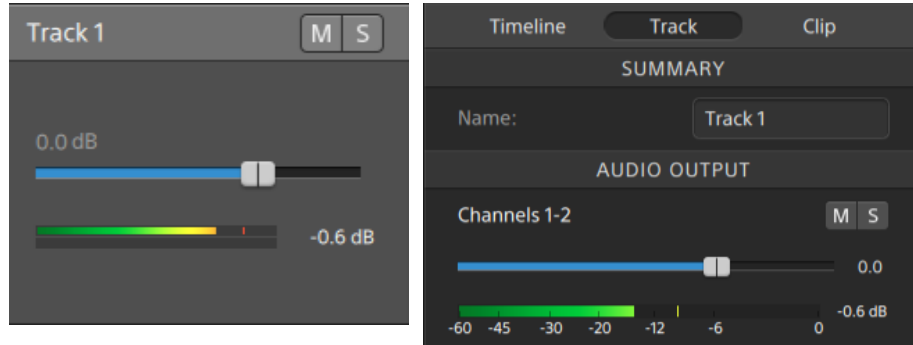 Track 1 M S
0.0 dB
-0.6 dB
Timeline Track Clip
SUMMARY
Name: Track 1
AUDIO OUTPUT
Channels 1-2 M S
0.0
-0.6 dB
-60 -45 -30 -20 -12 -6 0